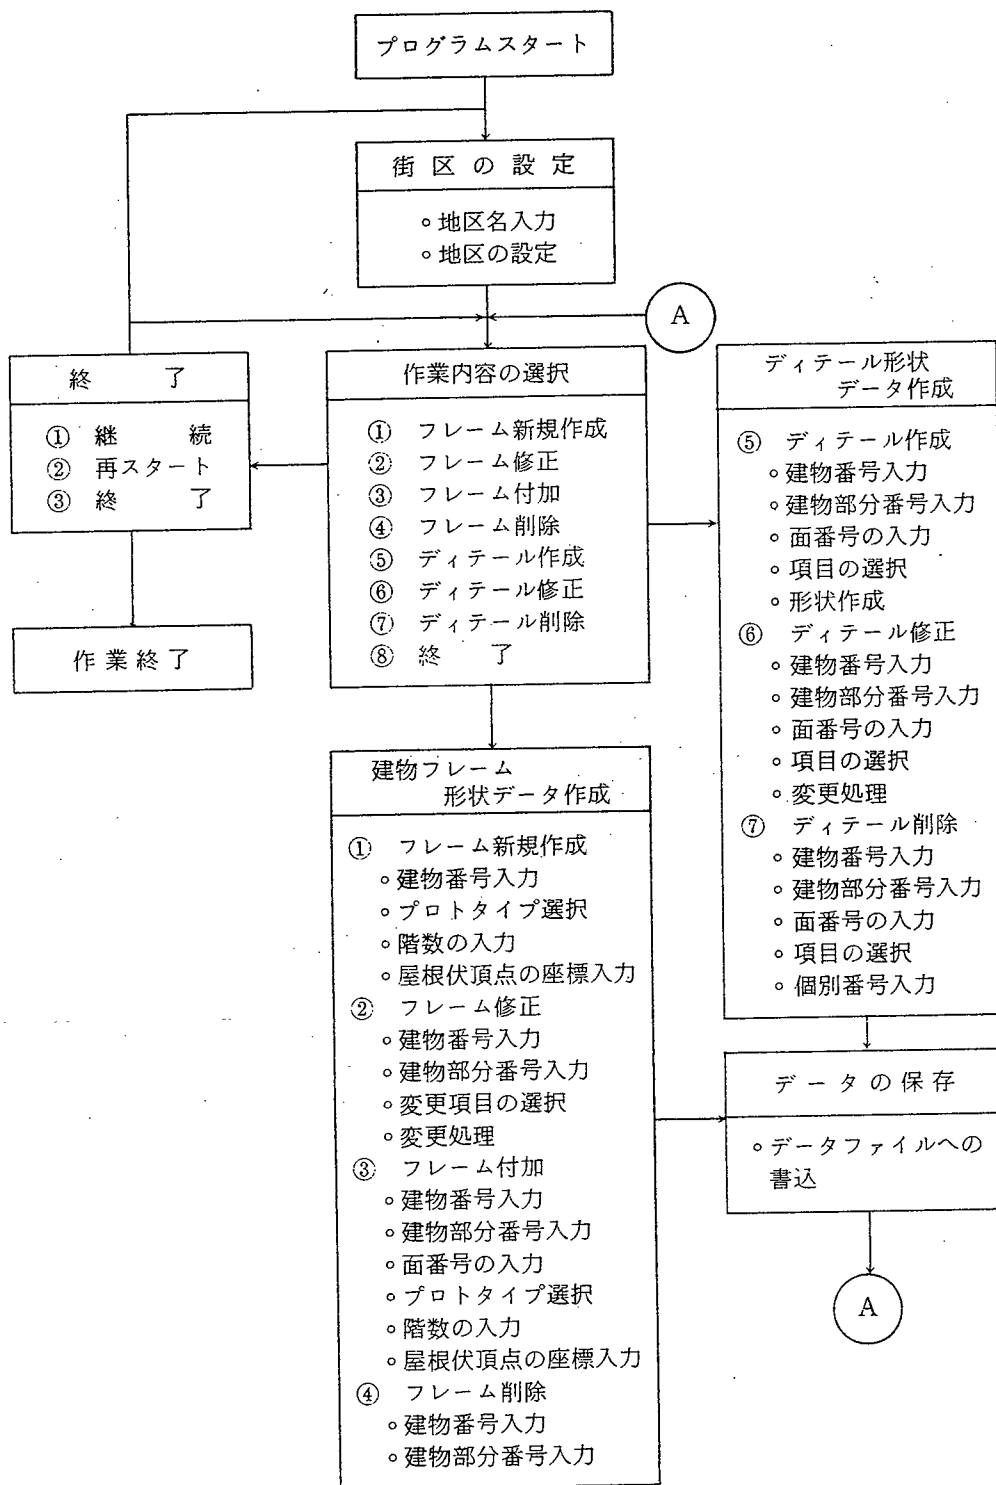 プログラムスタート
街区の設定
○地区名入力
○地区の設定
A
終了
① 継続
② 再スタート
③ 終了
作業終了
作業内容の選択
① フレーム新規作成
② フレーム修正
③ フレーム付加
④ フレーム削除
⑤ ディテール作成
⑥ ディテール修正
⑦ ディテール削除
⑧ 終了
ディテール形状
データ作成
⑤ ディテール作成
○建物番号入力
○建物部分番号入力
○面番号の入力
○項目の選択
○形状作成
⑥ ディテール修正
○建物番号入力
○建物部分番号入力
○面番号の入力
○項目の選択
○変更処理
⑦ ディテール削除
○建物番号入力
○建物部分番号入力
○面番号の入力
○項目の選択
○個別番号入力
建物フレーム
形状データ作成
① フレーム新規作成
○建物番号入力
○プロトタイプ選択
○階数の入力
○屋根伏頂点の座標入力
② フレーム修正
○建物番号入力
○建物部分番号入力
○変更項目の選択
○変更処理
③ フレーム付加
○建物番号入力
○建物部分番号入力
○面番号の入力
○プロトタイプ選択
○階数の入力
○屋根伏頂点の座標入力
④ フレーム削除
○建物番号入力
○建物部分番号入力
データの保存
○データファイルへの
書込
A